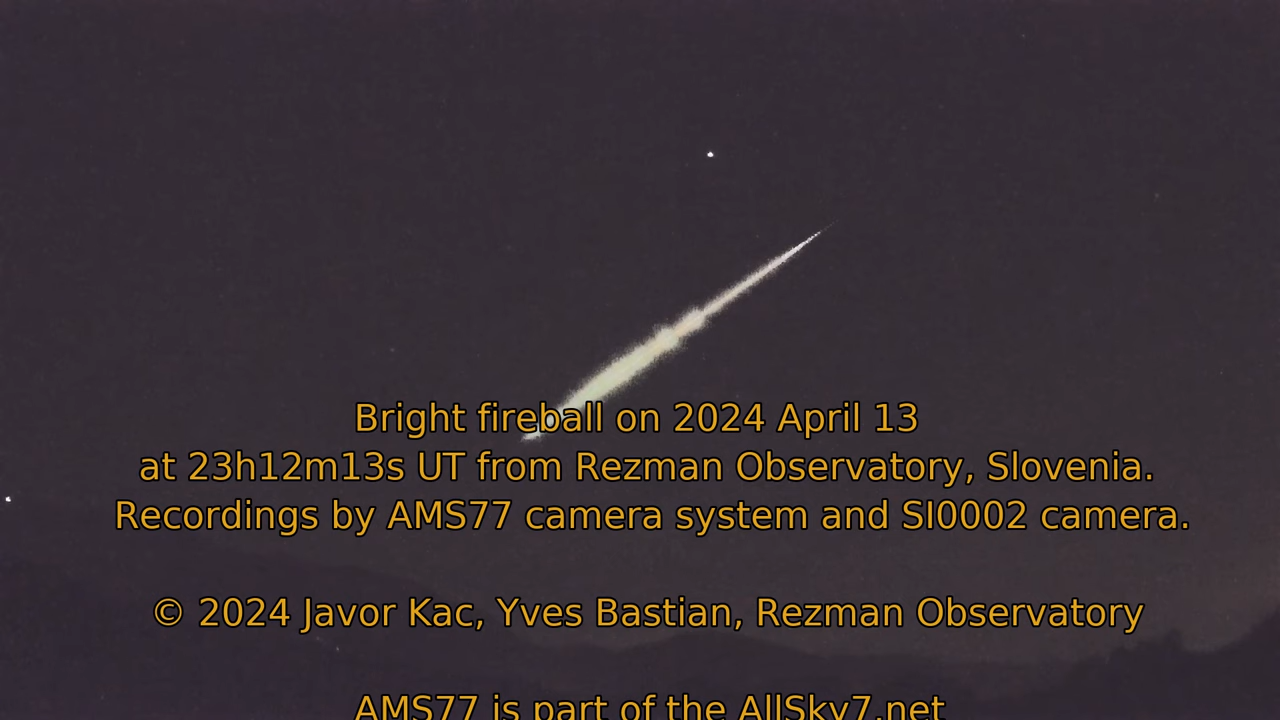 Bright fireball on 2024 April 13
at 23h12m13s UT from Rezman Observatory, Slovenia.
Recordings by AMS77 camera system and SI0002 camera.
© 2024 Javor Kac, Yves Bastian, Rezman Observatory
AMS77 is part of the AllSky7.net